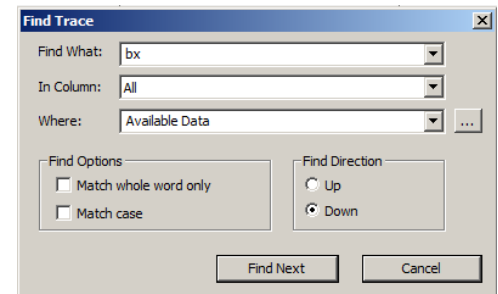 Find Trace
Find What: bx
In Column: All
Where: Available Data ...
Find Options Find Direction
Match whole word only Up
Match case Down
Find Next Cancel